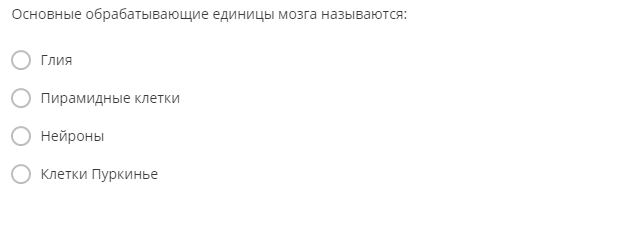 Основные обрабатывающие единицы мозга называются:
Глия
Пирамидные клетки
Нейроны
Клетки Пуркинье